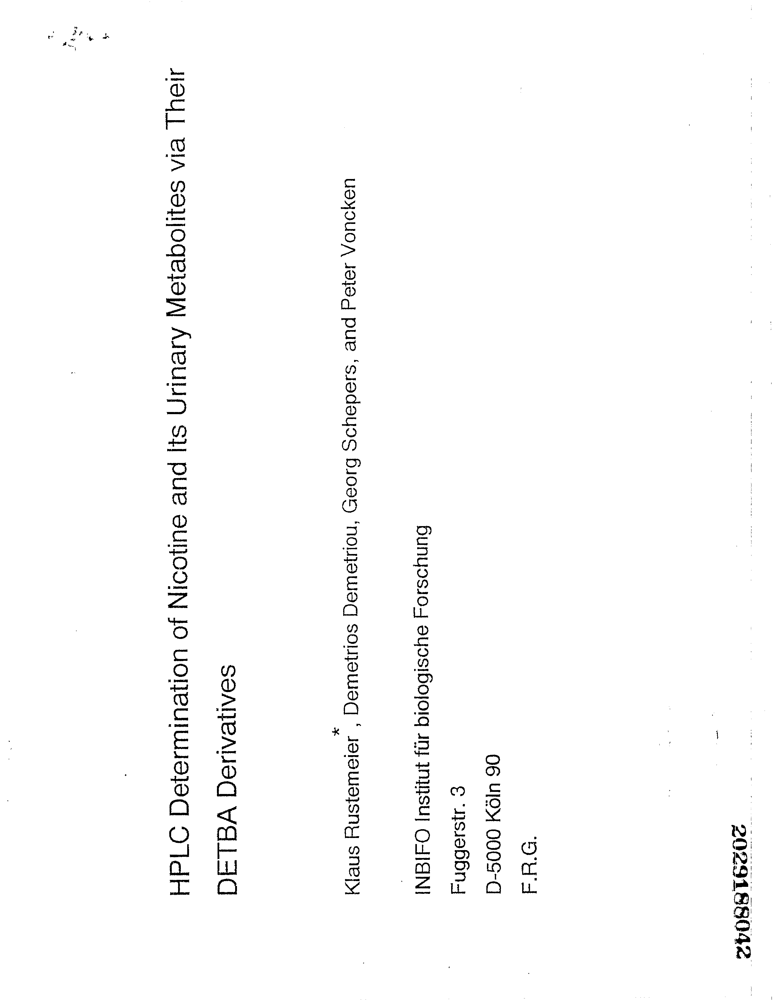 HPLC Determination of Nicotine and Its Urinary Metabolites via Their
DETBA Derivatives
Klaus Rustemeier*, Demetrios Demetriou, Georg Schepers, and Peter Voncken
INBIFO Institut für biologische Forschung
Fuggerstr. 3
D-5000 Köln 90
F.R.G.
2029188042